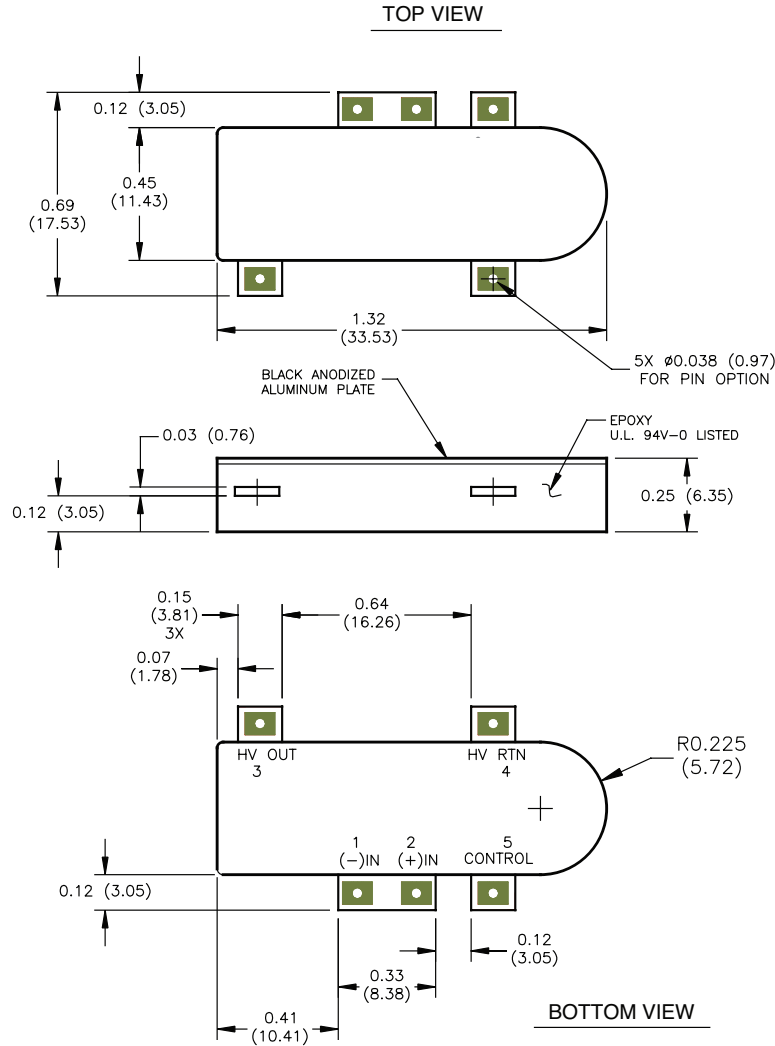 TOP VIEW
0.12 (3.05)
0.45
(11.43)
0.69
(17.53)
1.32
(33.53)
5X ø0.038 (0.97)
FOR PIN OPTION
BLACK ANODIZED
ALUMINUM PLATE
EPOXY
U.L. 94V-0 LISTED
0.03 (0.76)
0.12 (3.05)
0.25 (6.35)
0.15
(3.81)
3X
0.64
(16.26)
0.07
(1.78)
HV OUT
3
HV RTN
4
R0.225
(5.72)
1
(-)IN
2
(+)IN
5
CONTROL
0.12 (3.05)
0.12
(3.05)
0.33
(8.38)
0.41
(10.41)
BOTTOM VIEW